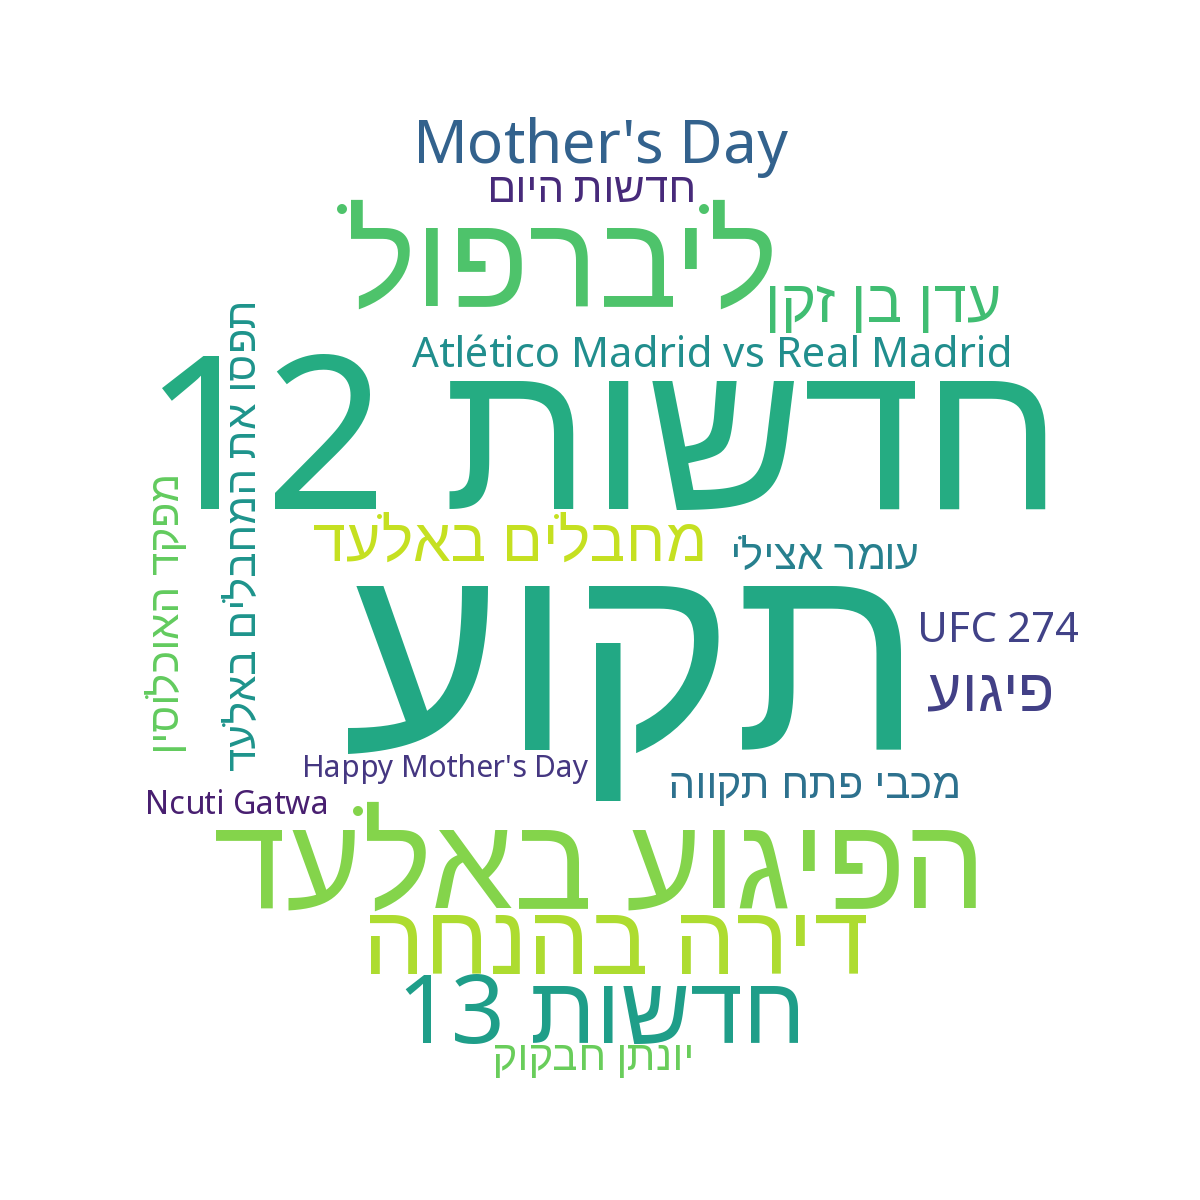 Mother's Day
חדשות היום
ליברפול
עדן בן זקן
Atlético Madrid vs Real Madrid
חדשות 12
תפסו את המחבלים באלעד
מפקד האוכלוסין
מחבלים באלעד
עומר אצילי
תקוע
UFC 274
פיגוע
Happy Mother's Day
מכבי פתח תקווה
Ncuti Gatwa
הפיגוע באלעד
דירה בהנחה
חדשות 13
יונתן חבקוק